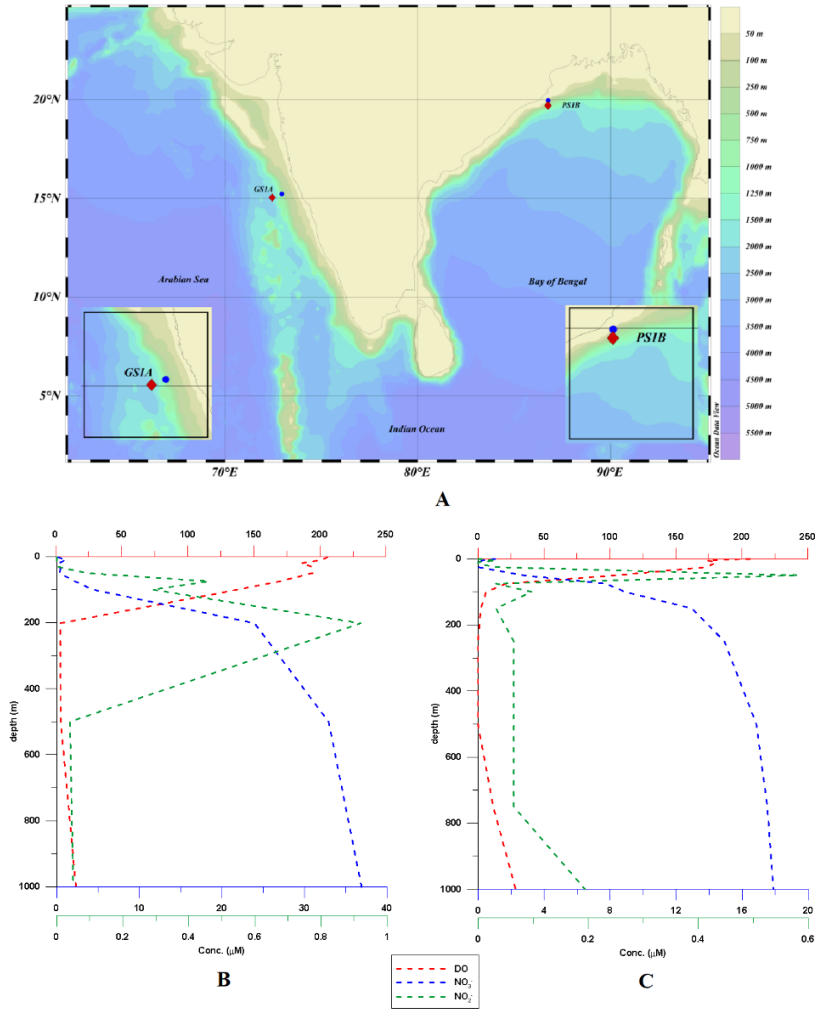 50 m
100 m
250 m
500 m
750 m
1000 m
1250 m
1500 m
1750 m
2000 m
2500 m
3000 m
3500 m
4000 m
4500 m
5000 m
5500 m
Ocean Data View
20°N
15°N
10°N
5°N
PS1B
GS1A
Arabian Sea
Bay of Bengal
GS1A
PS1B
Indian Ocean
70°E 80°E 90°E
A
0 50 100 150 200 250
0
200
400
600
800
1000
depth (m)
0 10 20 30 40
0 0.2 0.4 0.6 0.8 1
Conc. (μM)
B
0 50 100 150 200 250
0
200
400
600
800
1000
depth (m)
0 4 8 12 16 20
0 0.2 0.4 0.6
Conc. (μM)
C
DO
NO₃⁻
NO₂⁻